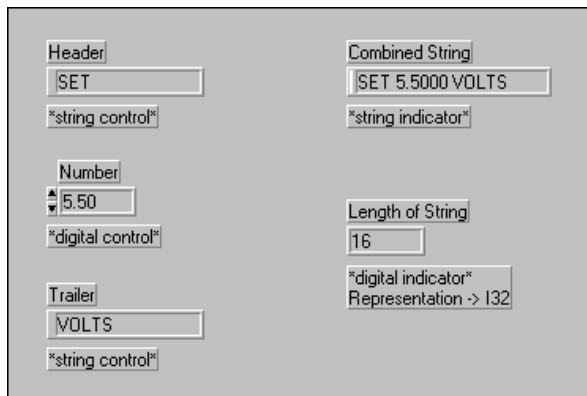 Header
SET
*string control*
Number
5.50
*digital control*
Trailer
VOLTS
*string control*
Combined String
SET 5.5000 VOLTS
*string indicator*
Length of String
16
*digital indicator*
Representation -> I32